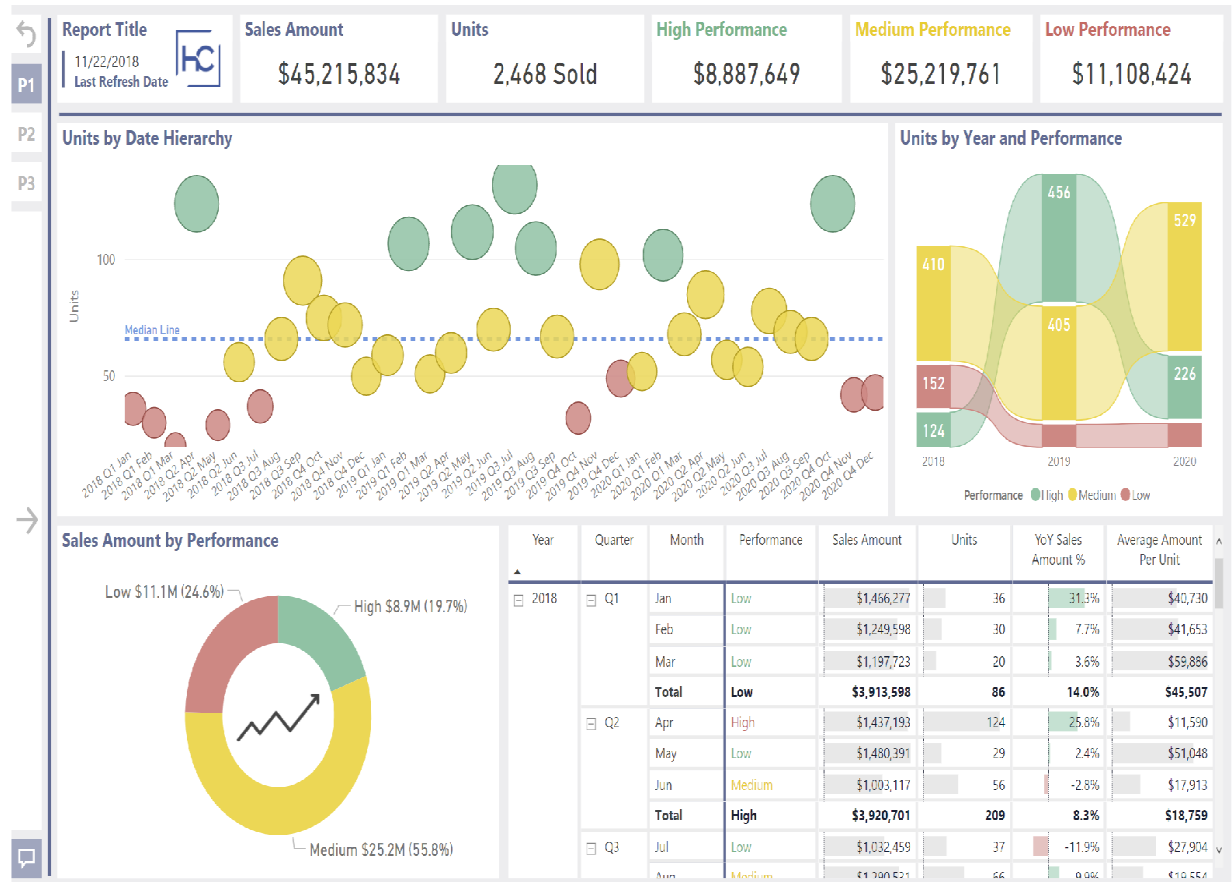 Report Title
11/22/2018
Last Refresh Date
HC
Sales Amount
$45,215,834
Units
2,468 Sold
High Performance
$8,887,649
Medium Performance
$25,219,761
Low Performance
$11,108,424
P1
P2
P3
Units by Date Hierarchy
Units
100
50
Median Line
2018 Q1 Jan
2018 Q1 Feb
2018 Q1 Mar
2018 Q2 Apr
2018 Q2 May
2018 Q2 Jun
2018 Q3 Jul
2018 Q3 Aug
2018 Q3 Sep
2018 Q4 Oct
2018 Q4 Nov
2018 Q4 Dec
2019 Q1 Jan
2019 Q1 Feb
2019 Q1 Mar
2019 Q2 Apr
2019 Q2 May
2019 Q2 Jun
2019 Q3 Jul
2019 Q3 Aug
2019 Q3 Sep
2019 Q4 Oct
2019 Q4 Nov
2019 Q4 Dec
2020 Q1 Jan
2020 Q1 Feb
2020 Q1 Mar
2020 Q2 Apr
2020 Q2 May
2020 Q2 Jun
2020 Q3 Jul
2020 Q3 Aug
2020 Q3 Sep
2020 Q4 Oct
2020 Q4 Nov
2020 Q4 Dec
Units by Year and Performance
410
152
124
456
405
529
226
2018 2019 2020
Performance High Medium Low
Sales Amount by Performance
Low $11.1M (24.6%)
High $8.9M (19.7%)
Medium $25.2M (55.8%)
Year Quarter Month Performance Sales Amount Units YoY Sales Amount % Average Amount Per Unit
2018 Q1 Jan Low $1,466,277 36 31.3% $40,730
Feb Low $1,249,598 30 7.7% $41,653
Mar Low $1,197,723 20 3.6% $59,886
Total Low $3,913,598 86 14.0% $45,507
Q2 Apr High $1,437,193 124 25.8% $11,590
May Low $1,480,391 29 2.4% $51,048
Jun Medium $1,003,117 56 -2.8% $17,913
Total High $3,920,701 209 8.3% $18,759
Q3 Jul Low $1,032,459 37 -11.9% $27,904
Aug Medium $1,290,531 66 9.9% $19,554